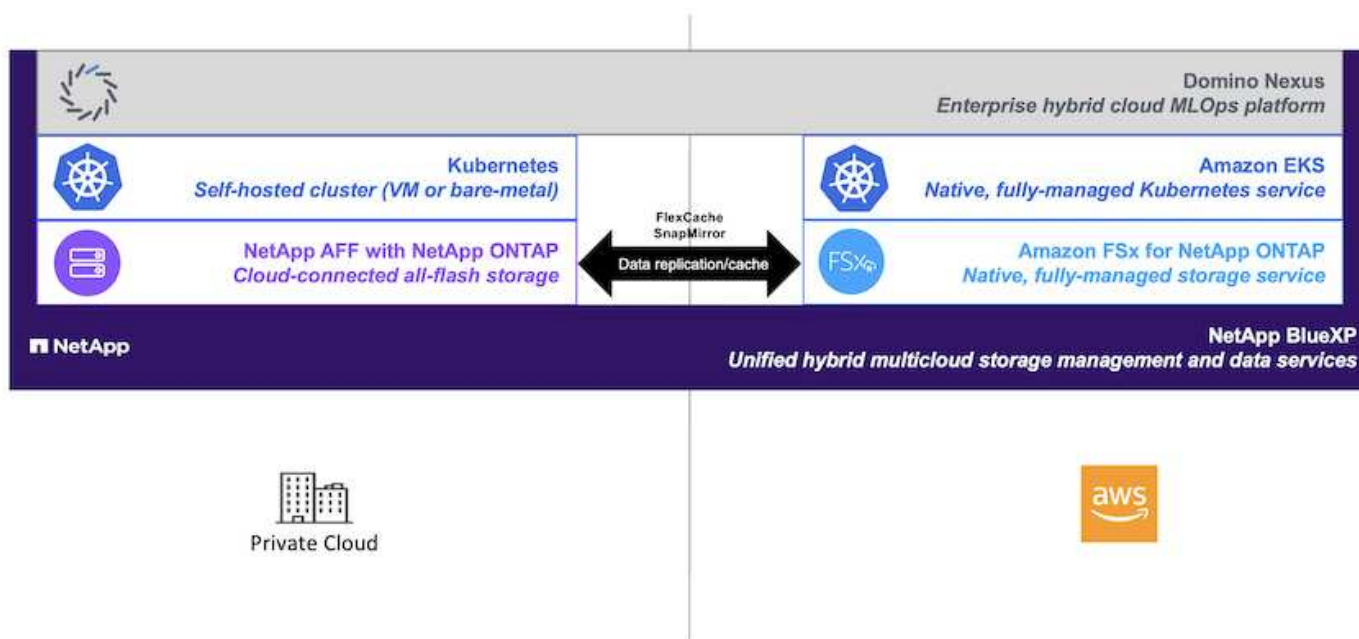 Domino Nexus
Enterprise hybrid cloud MLOps platform
Kubernetes
Self-hosted cluster (VM or bare-metal)
Amazon EKS
Native, fully-managed Kubernetes service
FlexCache
SnapMirror
Data replication/cache
NetApp AFF with NetApp ONTAP
Cloud-connected all-flash storage
FSx
Amazon FSx for NetApp ONTAP
Native, fully-managed storage service
NetApp
NetApp BlueXP
Unified hybrid multicloud storage management and data services
Private Cloud
aws